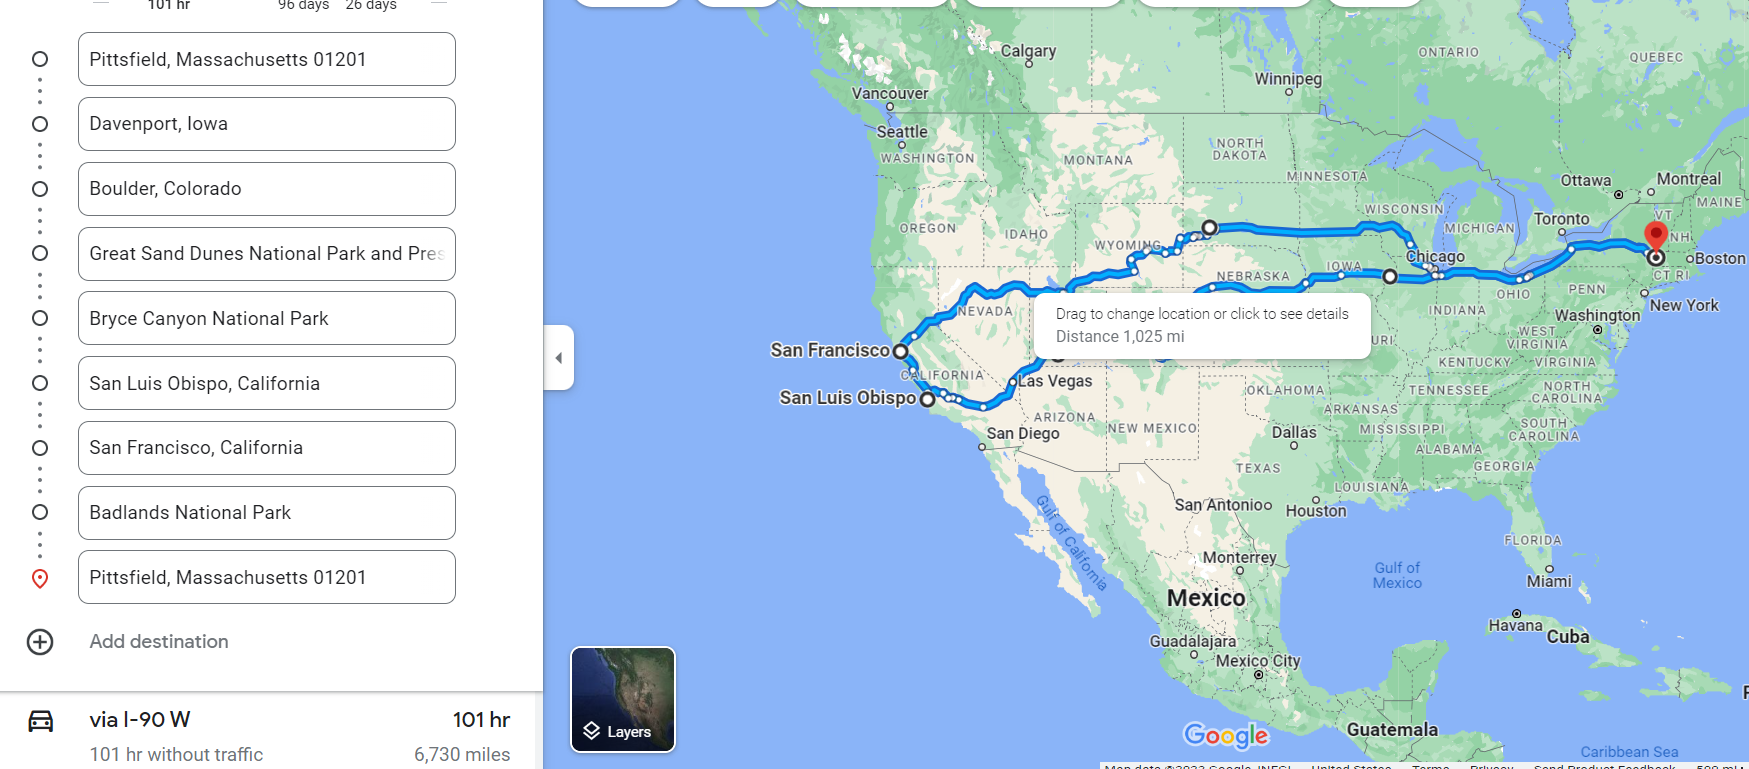 101 hr
96 days
26 days
Pittsfield, Massachusetts 01201
Davenport, Iowa
Boulder, Colorado
Great Sand Dunes National Park and Pres
Bryce Canyon National Park
San Luis Obispo, California
San Francisco, California
Badlands National Park
Pittsfield, Massachusetts 01201
Add destination
via I-90 W
101 hr
101 hr without traffic
6,730 miles
Calgary
ONTARIO
QUEBEC
Winnipeg
Vancouver
Seattle
WASHINGTON
MONTANA
NORTH
DAKOTA
MINNESOTA
Ottawa
Montreal
MAINE
WISCONSIN
MICHIGAN
Toronto
VT
NH
OREGON
IDAHO
WYOMING
Chicago
Boston
IOWA
NEBRASKA
CT RI
OHIO
PENN
New York
NEVADA
Drag to change location or click to see details
Distance 1,025 mi
INDIANA
Washington
WEST
VIRGINIA
URI
San Francisco
CALIFORNIA
KENTUCKY
VIRGINIA
Las Vegas
San Luis Obispo
OKLAHOMA
TENNESSEE
NORTH
CAROLINA
ARIZONA
NEW MEXICO
ARKANSAS
San Diego
Dallas
MISSISSIPPI
SOUTH
CAROLINA
ALABAMA
TEXAS
GEORGIA
LOUISIANA
San Antonio
Houston
Gulf of California
FLORIDA
Monterrey
Gulf of
Mexico
Miami
Mexico
Havana
Cuba
Guadalajara
Mexico City
Layers
Google
Guatemala
Caribbean Sea
Map data ©2023 Google, INEGI
United States
Terms
Privacy
Send Product Feedback
500 mi